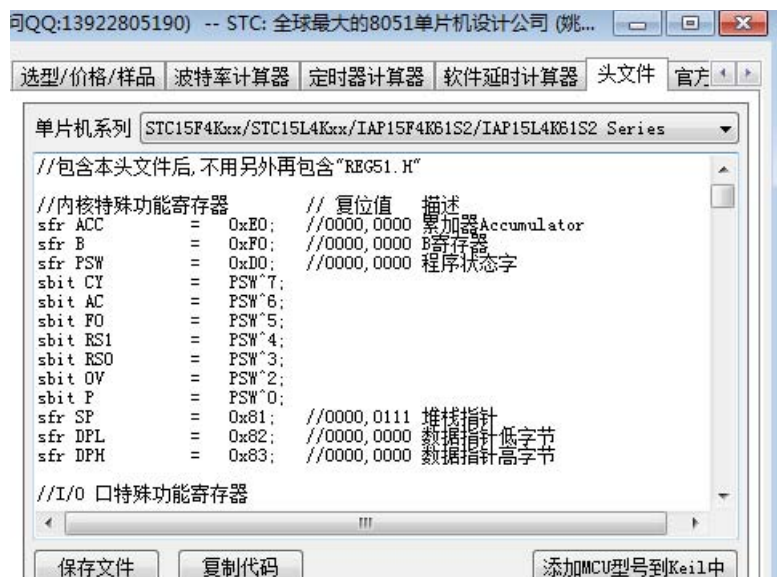 问QQ:13922805190) -- STC: 全球最大的8051单片机设计公司 (姚...
选型/价格/样品 波特率计算器 定时器计算器 软件延时计算器 头文件 官方
单片机系列 STC15F4Kxx/STC15L4Kxx/IAP15F4K61S2/IAP15L4K61S2 Series
//包含本头文件后,不用另外再包含"REG51.H"
//内核特殊功能寄存器 // 复位值 描述
sfr ACC = 0xE0; //0000,0000 累加器Accumulator
sfr B = 0xF0; //0000,0000 B寄存器
sfr PSW = 0xD0; //0000,0000 程序状态字
sbit CY = PSW^7;
sbit AC = PSW^6;
sbit F0 = PSW^5;
sbit RS1 = PSW^4;
sbit RS0 = PSW^3;
sbit OV = PSW^2;
sbit P = PSW^0;
sfr SP = 0x81; //0000,0111 堆栈指针
sfr DPL = 0x82; //0000,0000 数据指针低字节
sfr DPH = 0x83; //0000,0000 数据指针高字节
//I/O 口特殊功能寄存器
保存文件 复制代码 添加MCU型号到Keil中